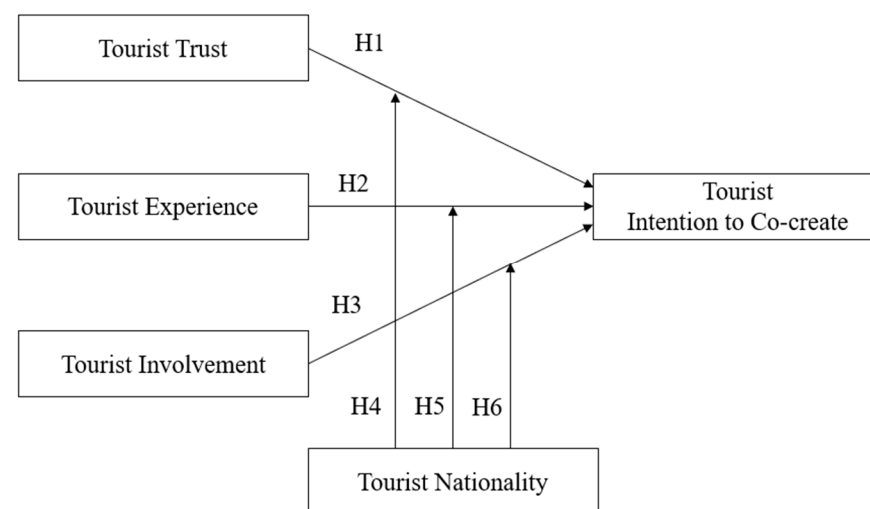 Tourist Trust
H1
H2
Tourist Experience
Tourist
Intention to Co-create
H3
Tourist Involvement
H4
H5
H6
Tourist Nationality